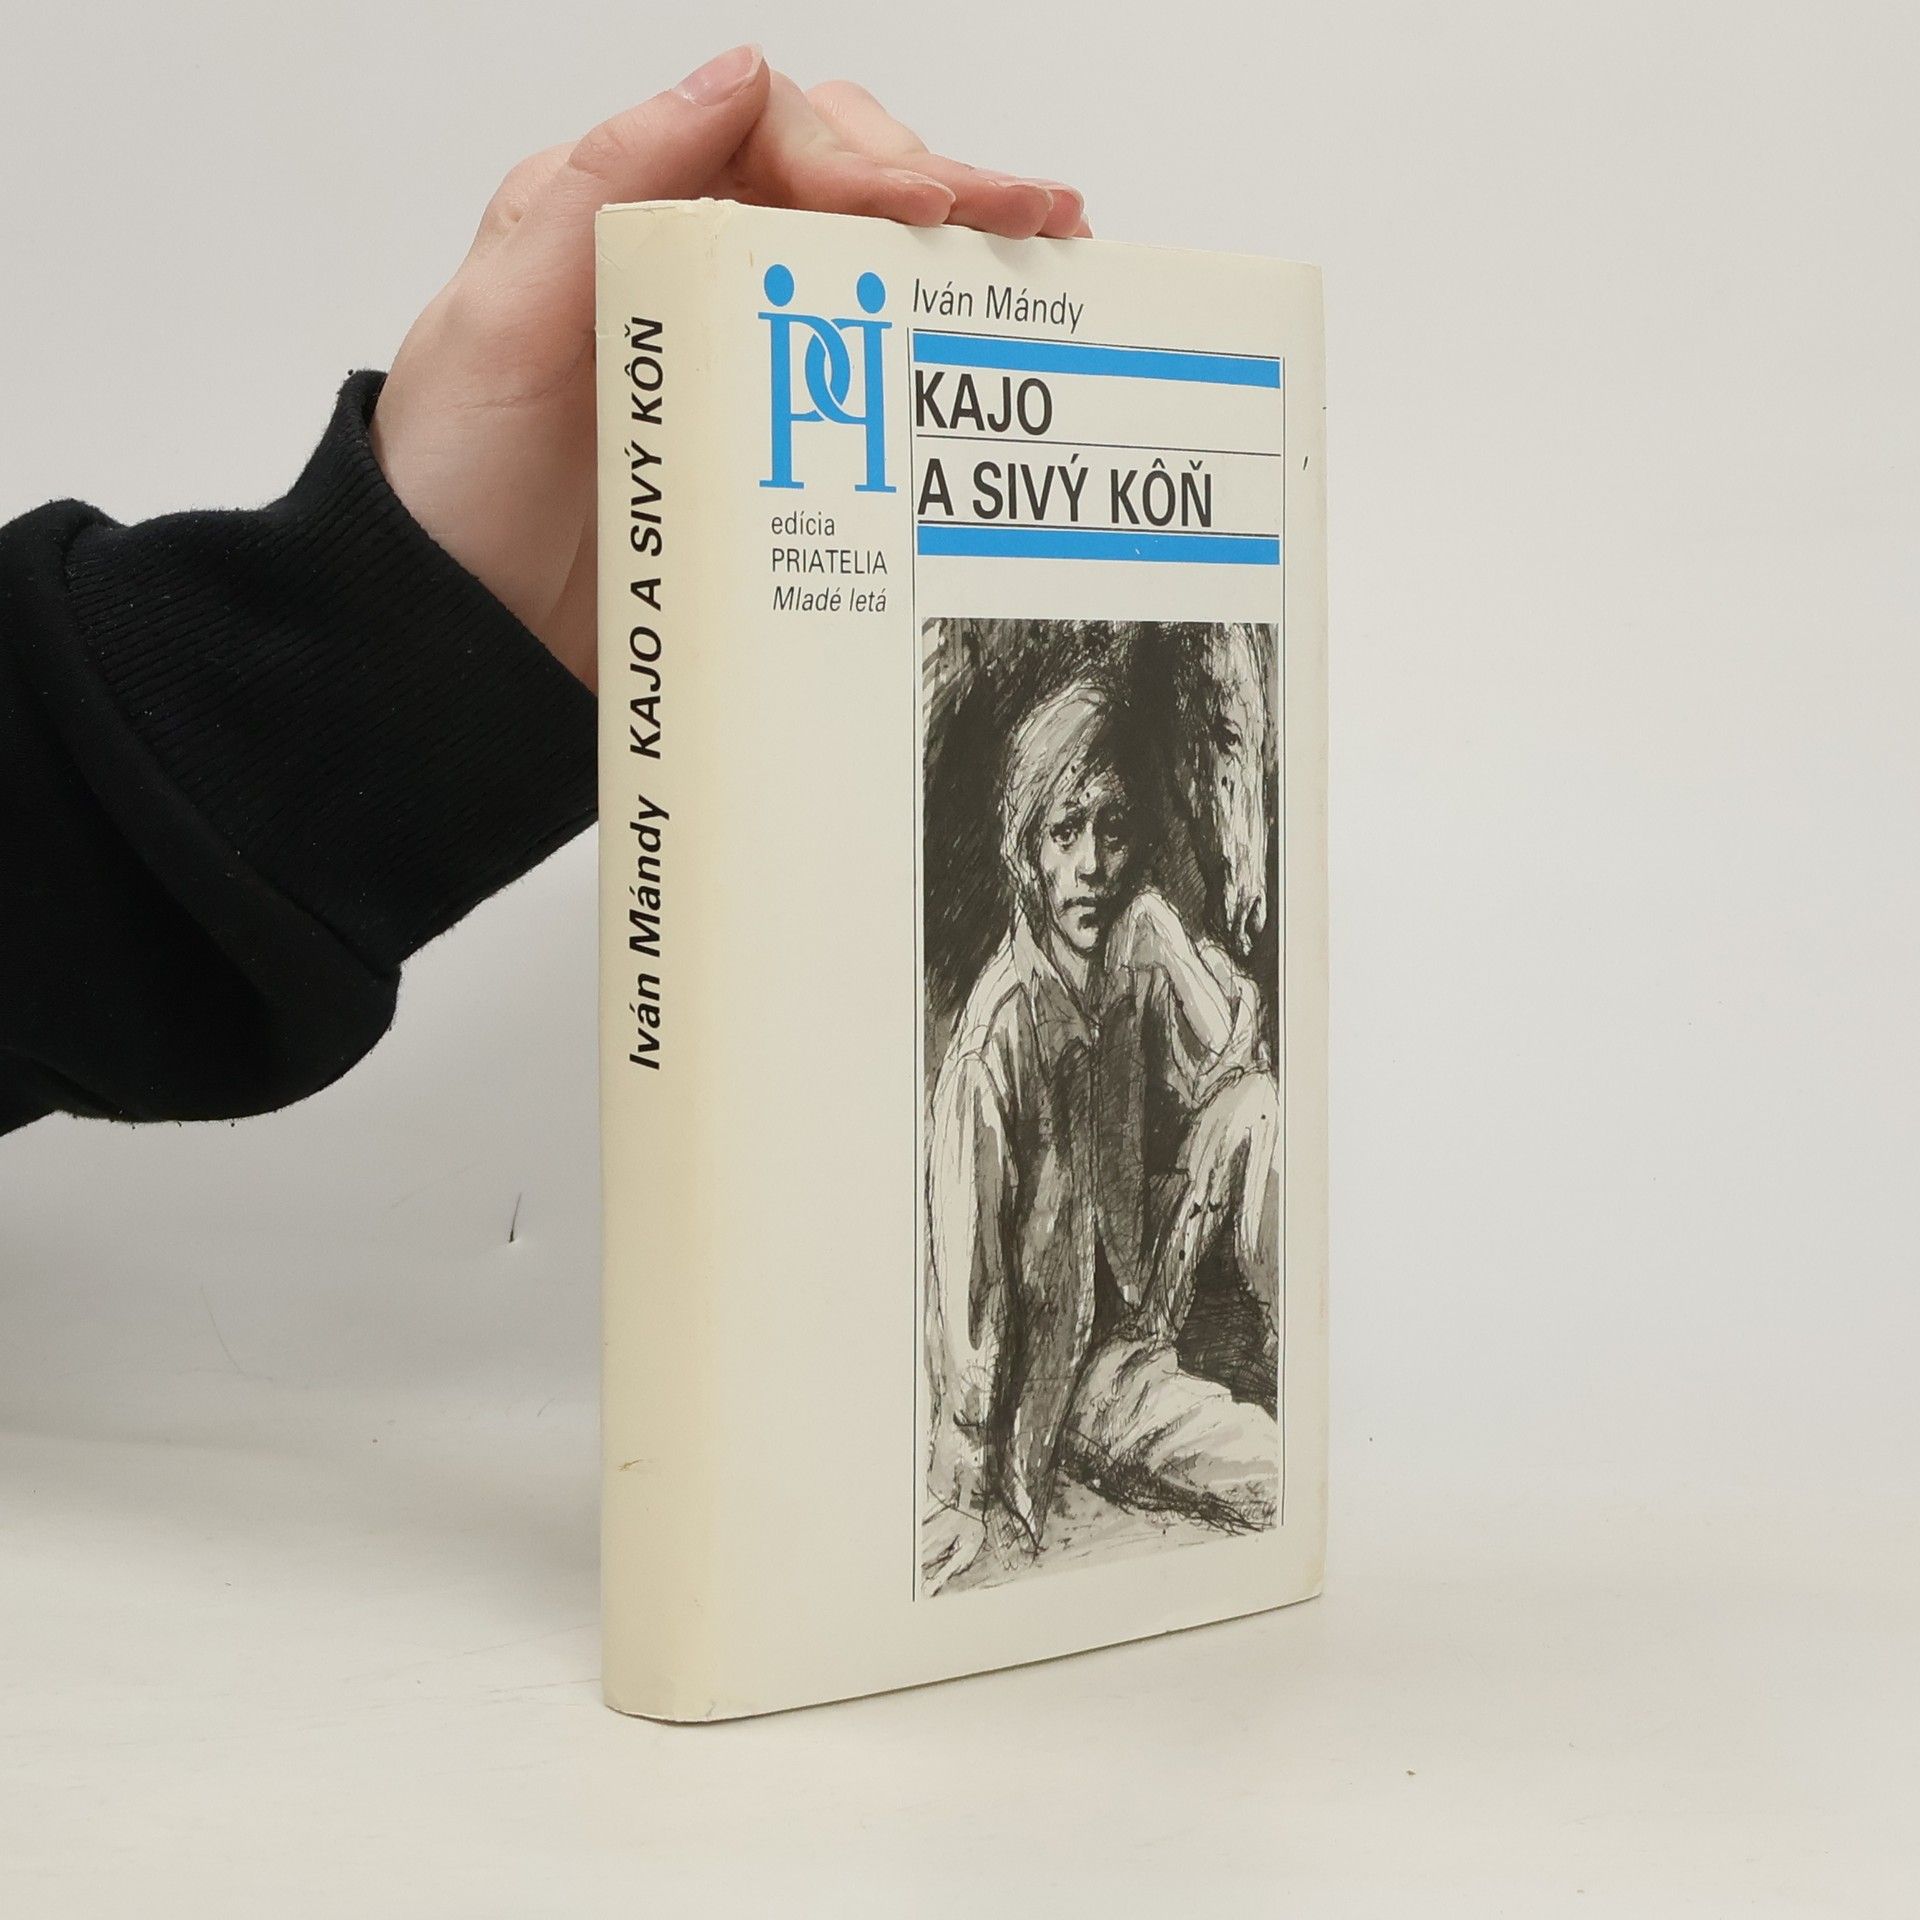 Iván Mándy KAJO A SIVÝ KÔŇ
Iván Mándy
KAJO
A SIVÝ KÔŇ
edícia
PRIATELIA
Mladé letá